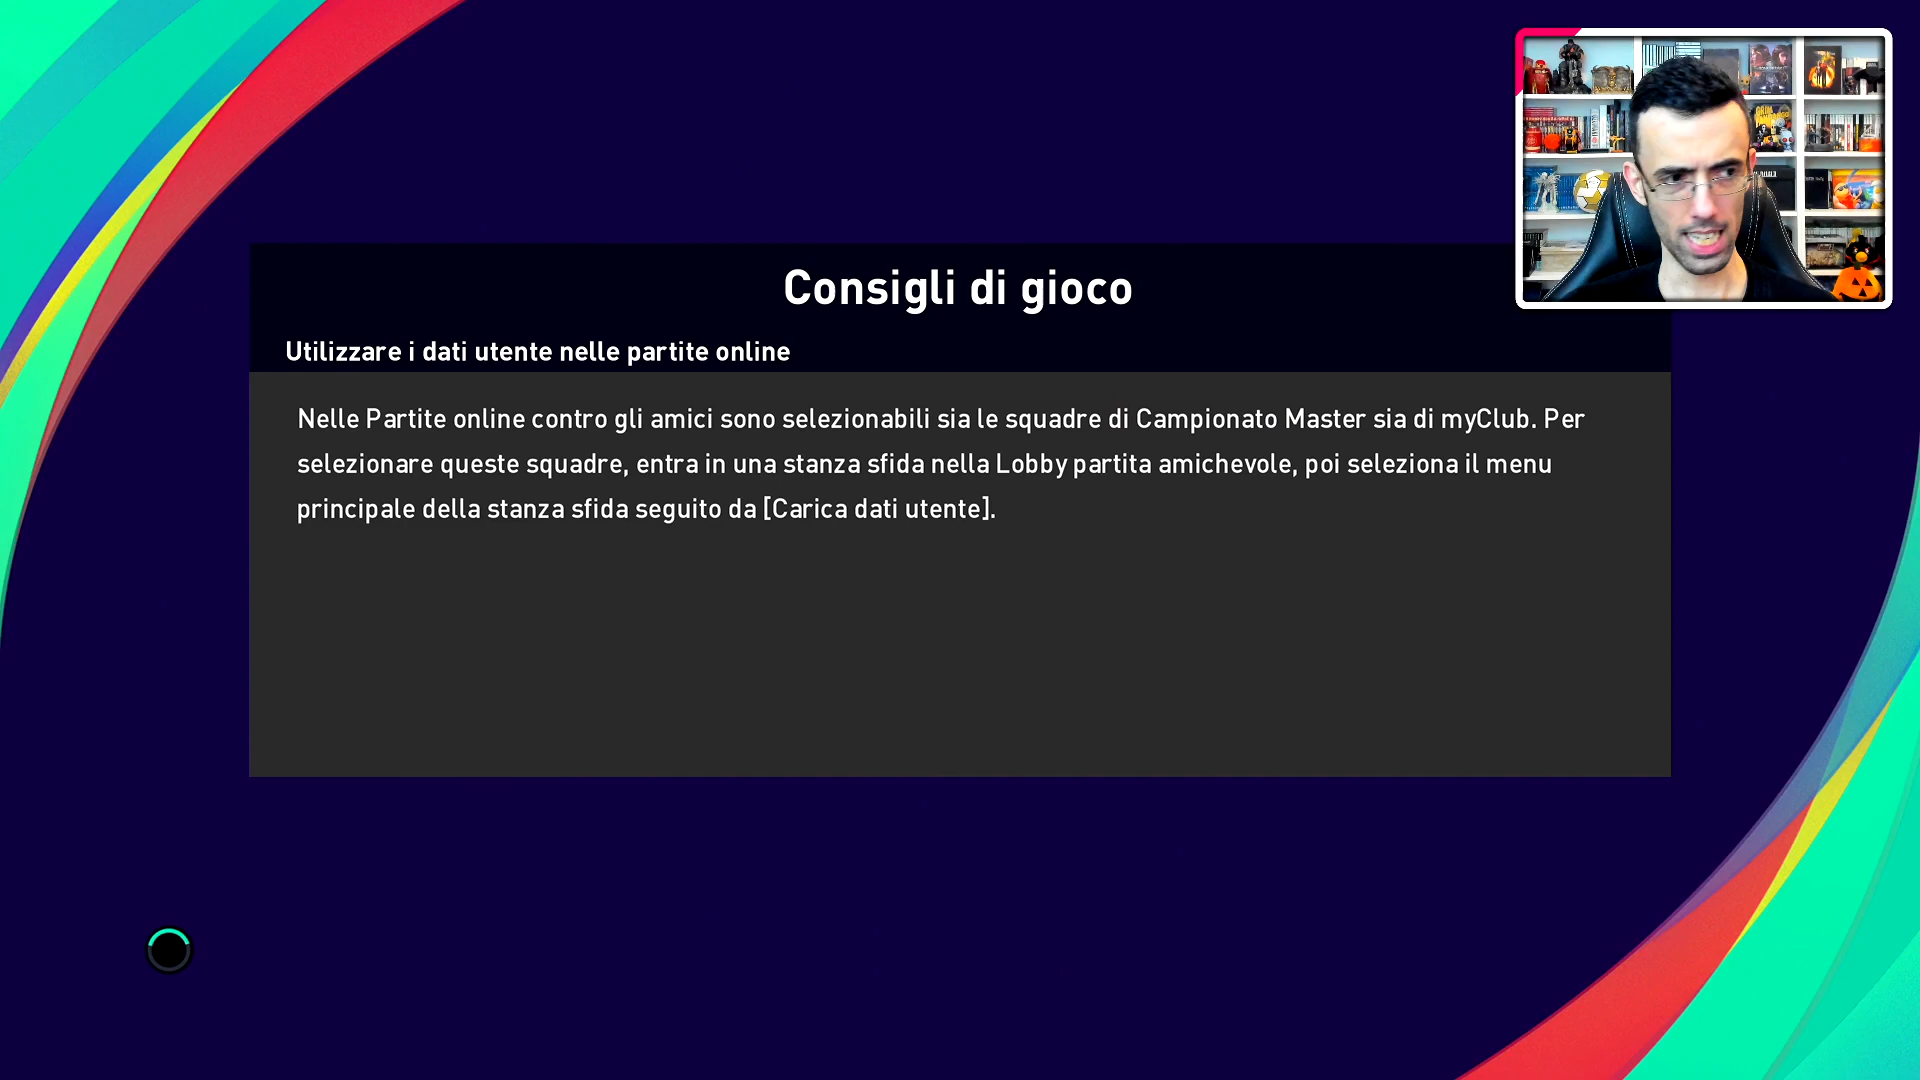 Consigli di gioco
Utilizzare i dati utente nelle partite online
Nelle Partite online contro gli amici sono selezionabili sia le squadre di Campionato Master sia di myClub. Per
selezionare queste squadre, entra in una stanza sfida nella Lobby partita amichevole, poi seleziona il menu
principale della stanza sfida seguito da [Carica dati utente].